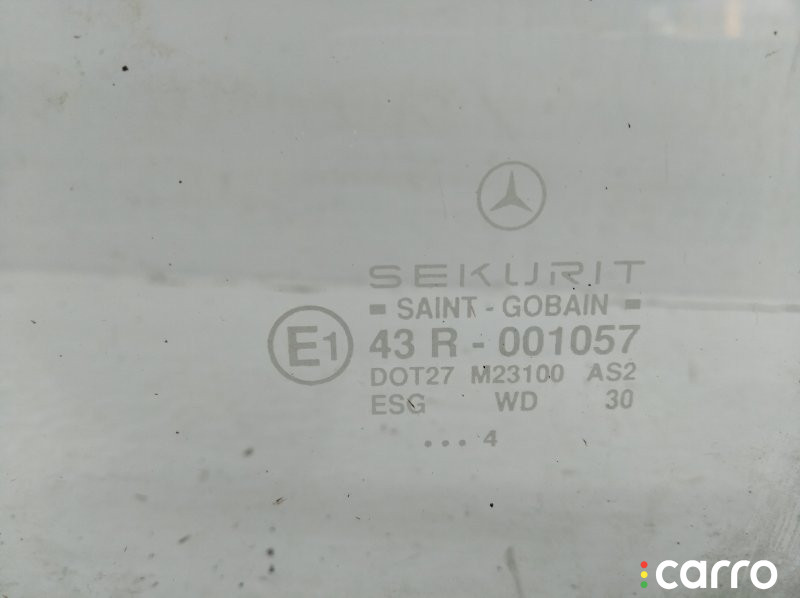 SEKURIT
SAINT-GOBAIN
E1 43 R - 001057
DOT27 M23100 AS2
ESG WD 30
...4
carro